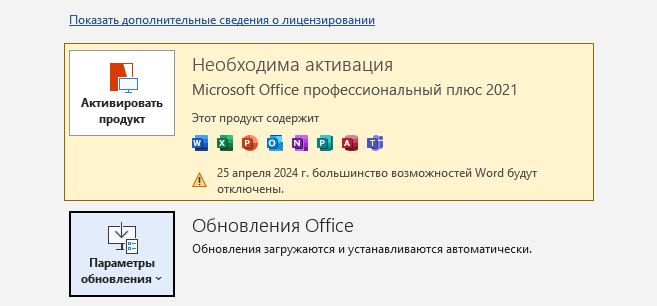 Показать дополнительные сведения о лицензировании
Необходима активация
Microsoft Office профессиональный плюс 2021
Активировать
продукт
Этот продукт содержит
W X P O N P A T
25 апреля 2024 г. большинство возможностей Word будут
отключены.
Обновления Office
Обновления загружаются и устанавливаются автоматически.
Параметры
обновления